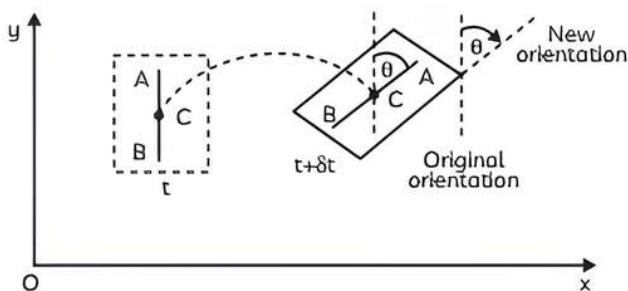 y
A
C
B
t
θ
A
C
B
t+δt
θ
New
orientation
Original
orientation
O
x